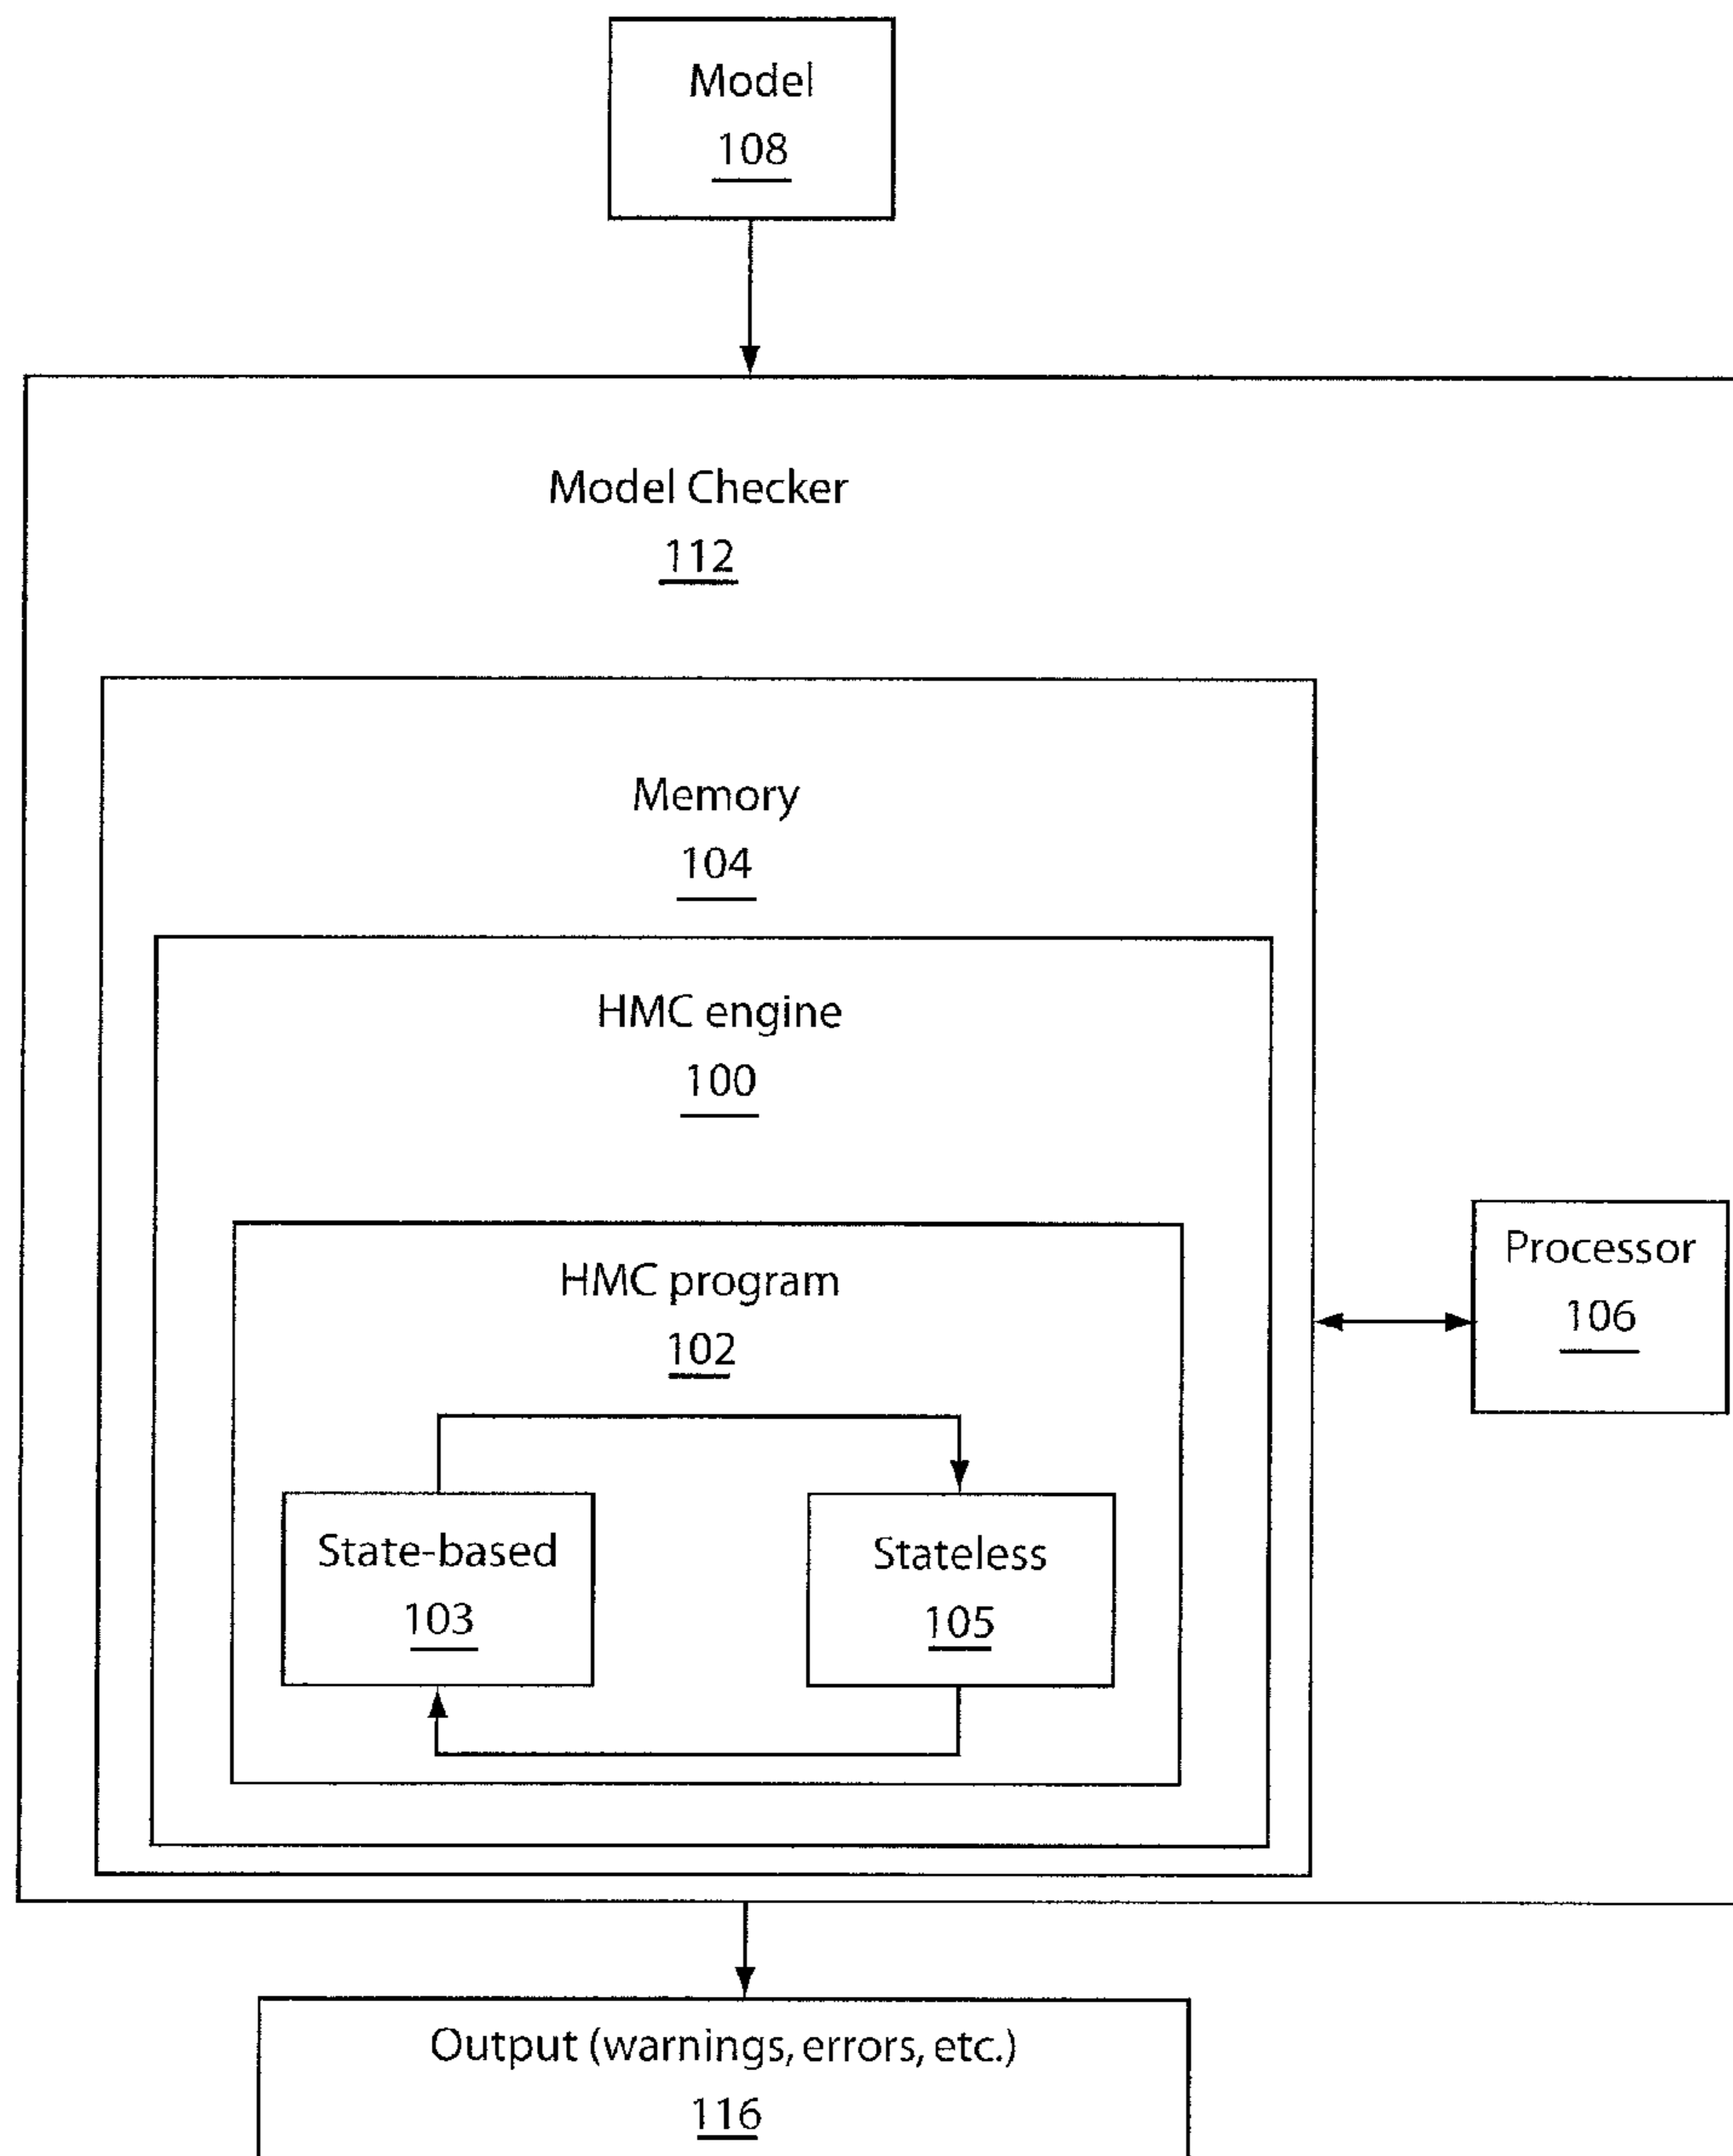 Model
108
Model Checker
112
Memory
104
HMC engine
100
HMC program
102
Processor
106
State-based
103
Stateless
105
Output (warnings, errors, etc.)
116